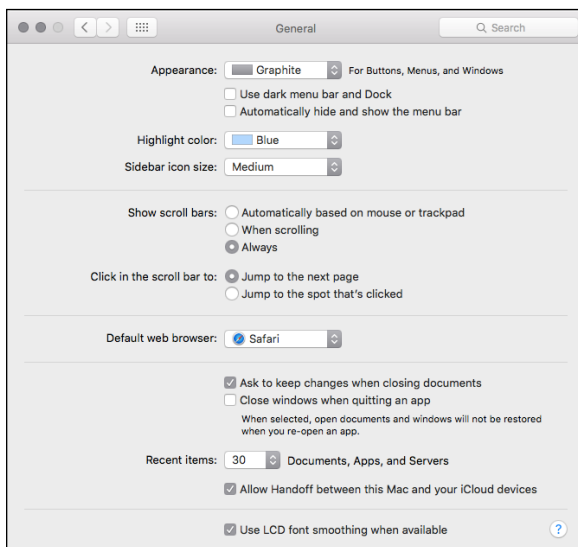 General
Search
Appearance: Graphite For Buttons, Menus, and Windows
Use dark menu bar and Dock
Automatically hide and show the menu bar
Highlight color: Blue
Sidebar icon size: Medium
Show scroll bars: Automatically based on mouse or trackpad
When scrolling
Always
Click in the scroll bar to: Jump to the next page
Jump to the spot that's clicked
Default web browser: Safari
Ask to keep changes when closing documents
Close windows when quitting an app
When selected, open documents and windows will not be restored
when you re-open an app.
Recent items: 30 Documents, Apps, and Servers
Allow Handoff between this Mac and your iCloud devices
Use LCD font smoothing when available
?